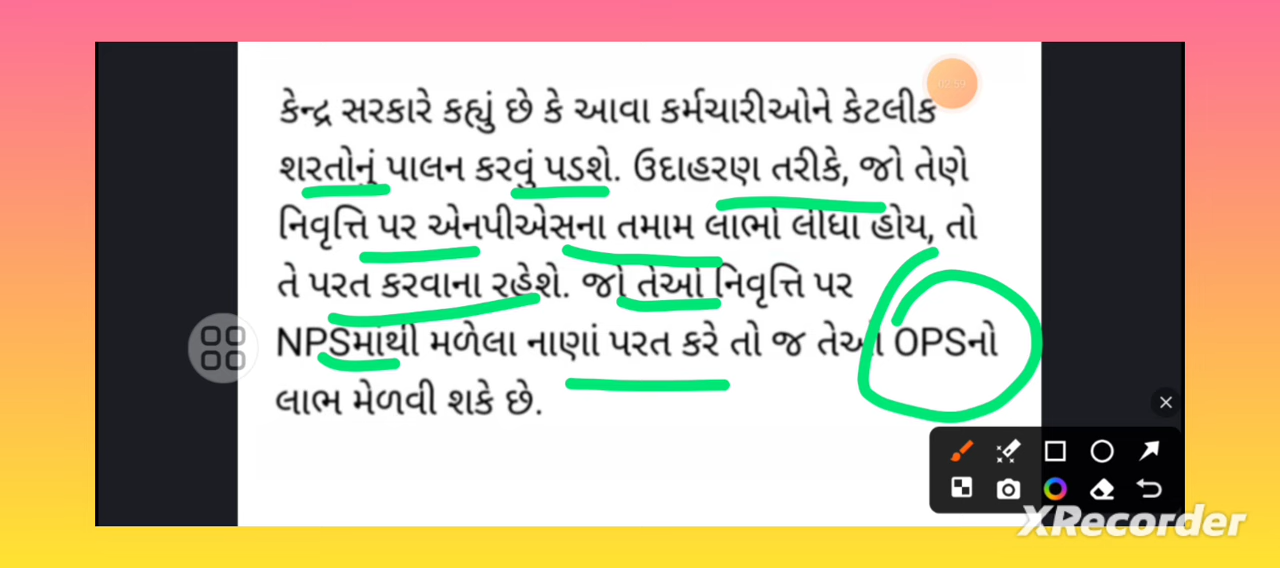 કેન્દ્ર સરકારે કહ્યું છે કે આવા કર્મચારીઓને કેટલીક
શરતોનું પાલન કરવું પડશે. ઉદાહરણ તરીકે, જો તેણે
નિવૃત્તિ પર એનપીએસના તમામ લાભો લીધા હોય, તો
તે પરત કરવાના રહેશે. જો તેઓ નિવૃત્તિ પર
NPSમાંથી મળેલા નાણાં પરત કરે તો જ તેઓ OPSનો
લાભ મેળવી શકે છે.
XRecorder